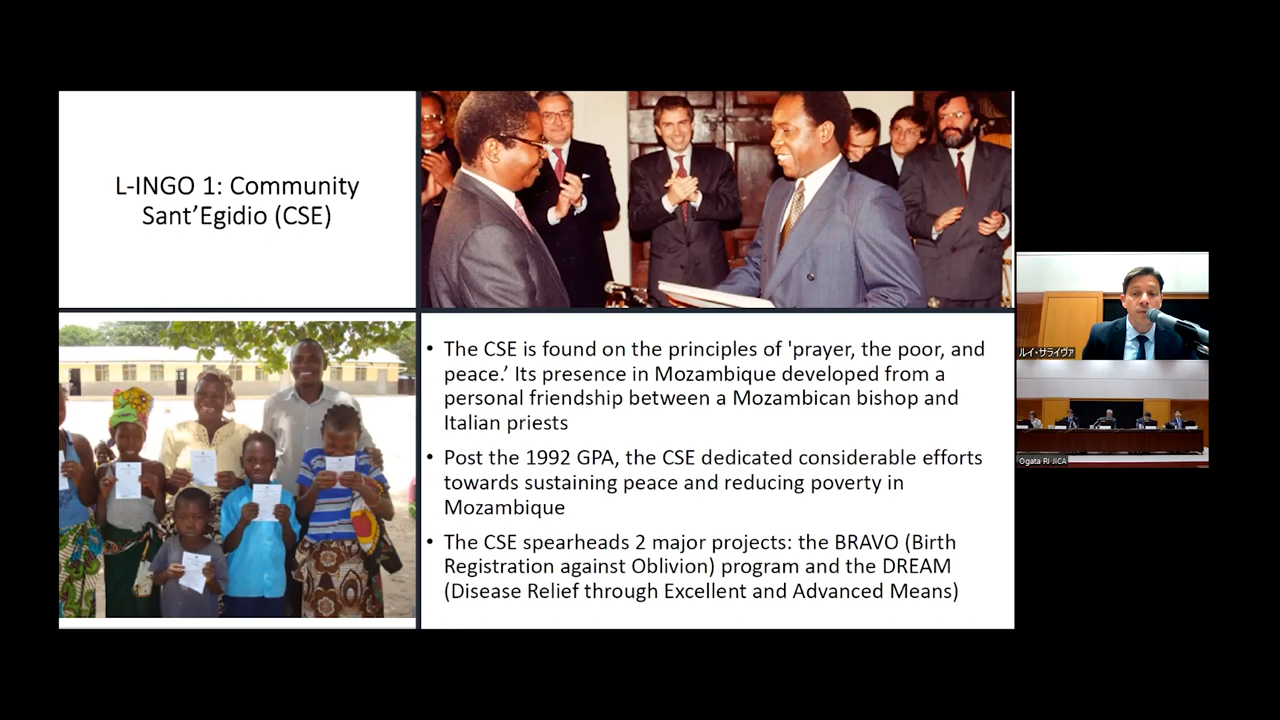 L-INGO 1: Community
Sant’Egidio (CSE)
• The CSE is found on the principles of 'prayer, the poor, and
peace.’ Its presence in Mozambique developed from a
personal friendship between a Mozambican bishop and
Italian priests
• Post the 1992 GPA, the CSE dedicated considerable efforts
towards sustaining peace and reducing poverty in
Mozambique
• The CSE spearheads 2 major projects: the BRAVO (Birth
Registration against Oblivion) program and the DREAM
(Disease Relief through Excellent and Advanced Means)
ルイ・サライヴァ
Ogata RI JICA